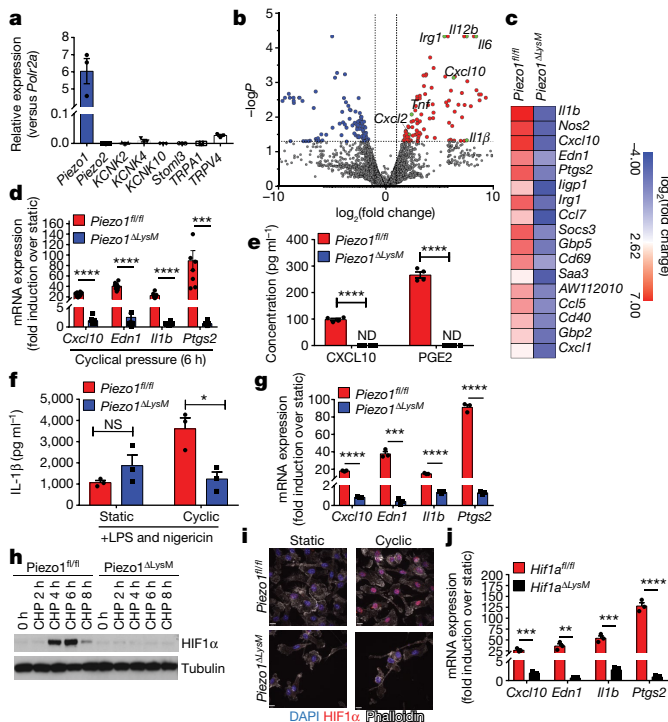 a
Relative expression
(versus Polr2a)
8
7
6
5
4
3
2
0.1
0
Piezo1
Piezo2
KCNK2
KCNK4
KCNK10
Stoml3
TRPA1
TRPV4
b
–logP
5
4
3
2
1
0
–10
0
10
log2(fold change)
Irg1
Il12b
Il6
Cxcl10
Tnf
Cxcl2
Il1β
c
Piezo1fl/fl
Piezo1ΔLysM
Il1b
Nos2
Cxcl10
Edn1
Ptgs2
Iigp1
Irg1
Ccl7
Socs3
Gbp5
Cd69
Saa3
AW112010
Ccl5
Cd40
Gbp2
Cxcl1
–4.00
2.62
7.00
log2(fold change)
d
Piezo1fl/fl
Piezo1ΔLysM
mRNA expression
(fold induction over static)
160
140
120
100
80
60
40
20
5
0
****
****
****
***
Cxcl10
Edn1
Il1b
Ptgs2
Cyclical pressure (6 h)
e
Piezo1fl/fl
Piezo1ΔLysM
Concentration (pg ml–1)
400
300
200
100
0
****
ND
****
ND
CXCL10
PGE2
f
Piezo1fl/fl
Piezo1ΔLysM
IL-1β (pg ml–1)
5,000
4,000
3,000
2,000
1,000
0
NS
*
Static
Cyclic
+LPS and nigericin
g
Piezo1fl/fl
Piezo1ΔLysM
mRNA expression
(fold induction over static)
100
80
60
40
20
2
0
****
***
****
****
Cxcl10
Edn1
Il1b
Ptgs2
h
Piezo1fl/fl
Piezo1ΔLysM
0 h
CHP 2 h
CHP 4 h
CHP 6 h
CHP 8 h
0 h
CHP 2 h
CHP 4 h
CHP 6 h
CHP 8 h
HIF1α
Tubulin
i
Static
Cyclic
Piezo1fl/fl
Piezo1ΔLysM
DAPI HIF1α Phalloidin
j
Hif1afl/fl
Hif1aΔLysM
mRNA expression
(fold induction over static)
175
150
125
100
75
50
25
5
0
***
**
***
****
Cxcl10
Edn1
Il1b
Ptgs2